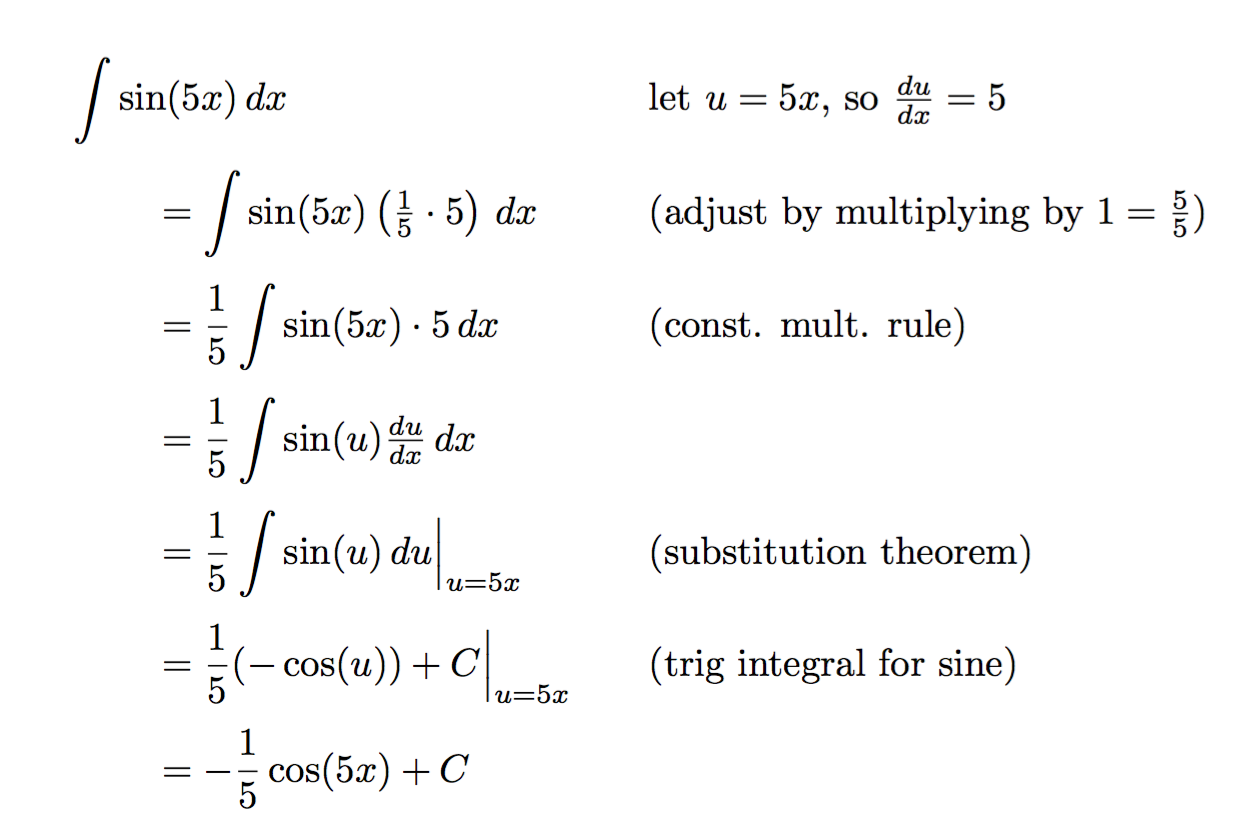 ∫ sin(5x) dx let u = 5x, so du/dx = 5
= ∫ sin(5x) (1/5 · 5) dx (adjust by multiplying by 1 = 5/5)
= 1/5 ∫ sin(5x) · 5 dx (const. mult. rule)
= 1/5 ∫ sin(u) du/dx dx
= 1/5 ∫ sin(u) du|u=5x (substitution theorem)
= 1/5 (− cos(u)) + C|u=5x (trig integral for sine)
= −1/5 cos(5x) + C